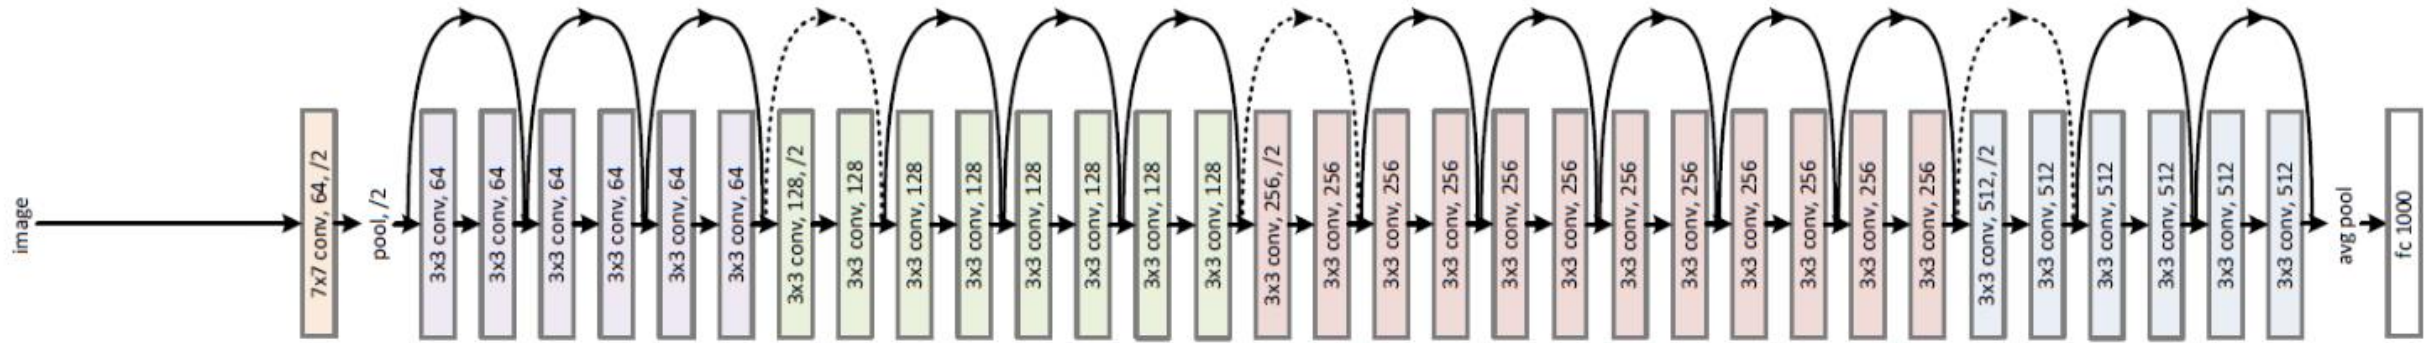 image
7x7 conv, 64, /2
pool, /2
3x3 conv, 64
3x3 conv, 64
3x3 conv, 64
3x3 conv, 64
3x3 conv, 64
3x3 conv, 64
3x3 conv, 128, /2
3x3 conv, 128
3x3 conv, 128
3x3 conv, 128
3x3 conv, 128
3x3 conv, 128
3x3 conv, 128
3x3 conv, 128
3x3 conv, 256, /2
3x3 conv, 256
3x3 conv, 256
3x3 conv, 256
3x3 conv, 256
3x3 conv, 256
3x3 conv, 256
3x3 conv, 256
3x3 conv, 256
3x3 conv, 256
3x3 conv, 256
3x3 conv, 256
3x3 conv, 512, /2
3x3 conv, 512
3x3 conv, 512
3x3 conv, 512
3x3 conv, 512
3x3 conv, 512
avg pool
fc 1000